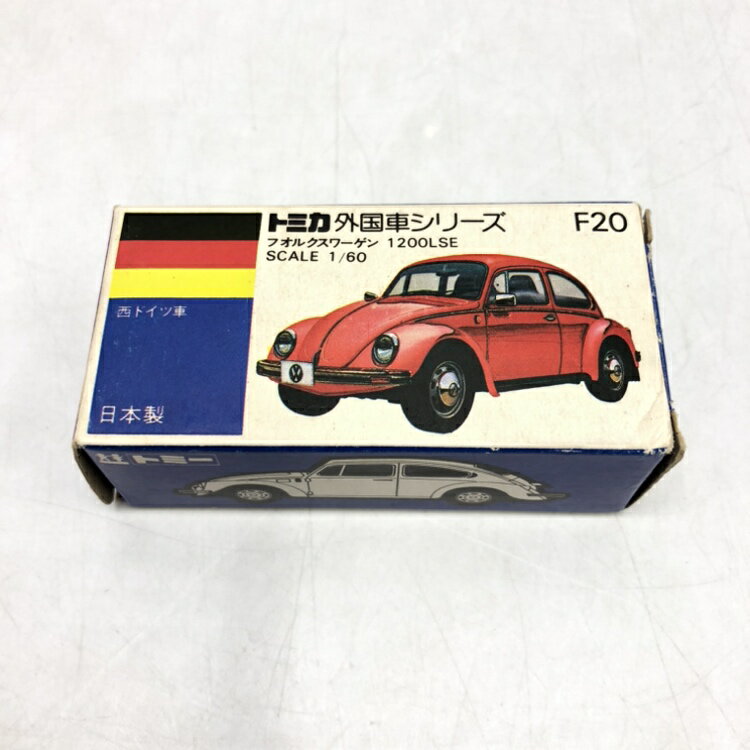 トミカ 外国車シリーズ F20
フオルクスワーゲン 1200LSE
SCALE 1/60
西ドイツ車
日本製
トミー